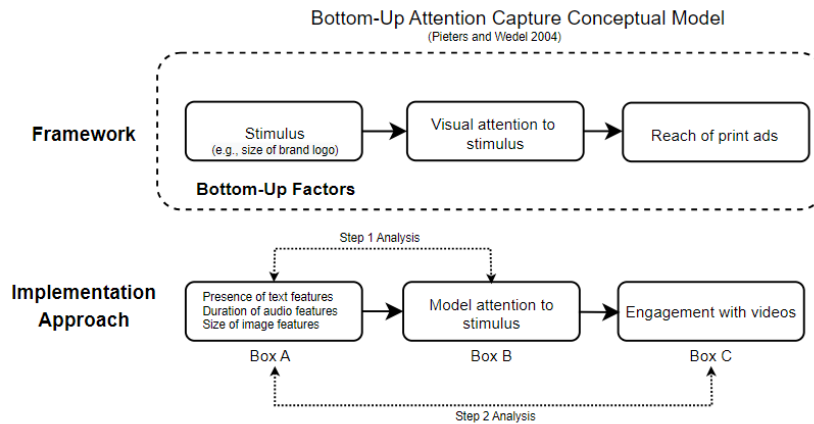 Bottom-Up Attention Capture Conceptual Model
(Pieters and Wedel 2004)
Framework
Stimulus
(e.g., size of brand logo)
Visual attention to
stimulus
Reach of print ads
Bottom-Up Factors
Step 1 Analysis
Implementation
Approach
Presence of text features
Duration of audio features
Size of image features
Model attention to
stimulus
Engagement with videos
Box A
Box B
Box C
Step 2 Analysis